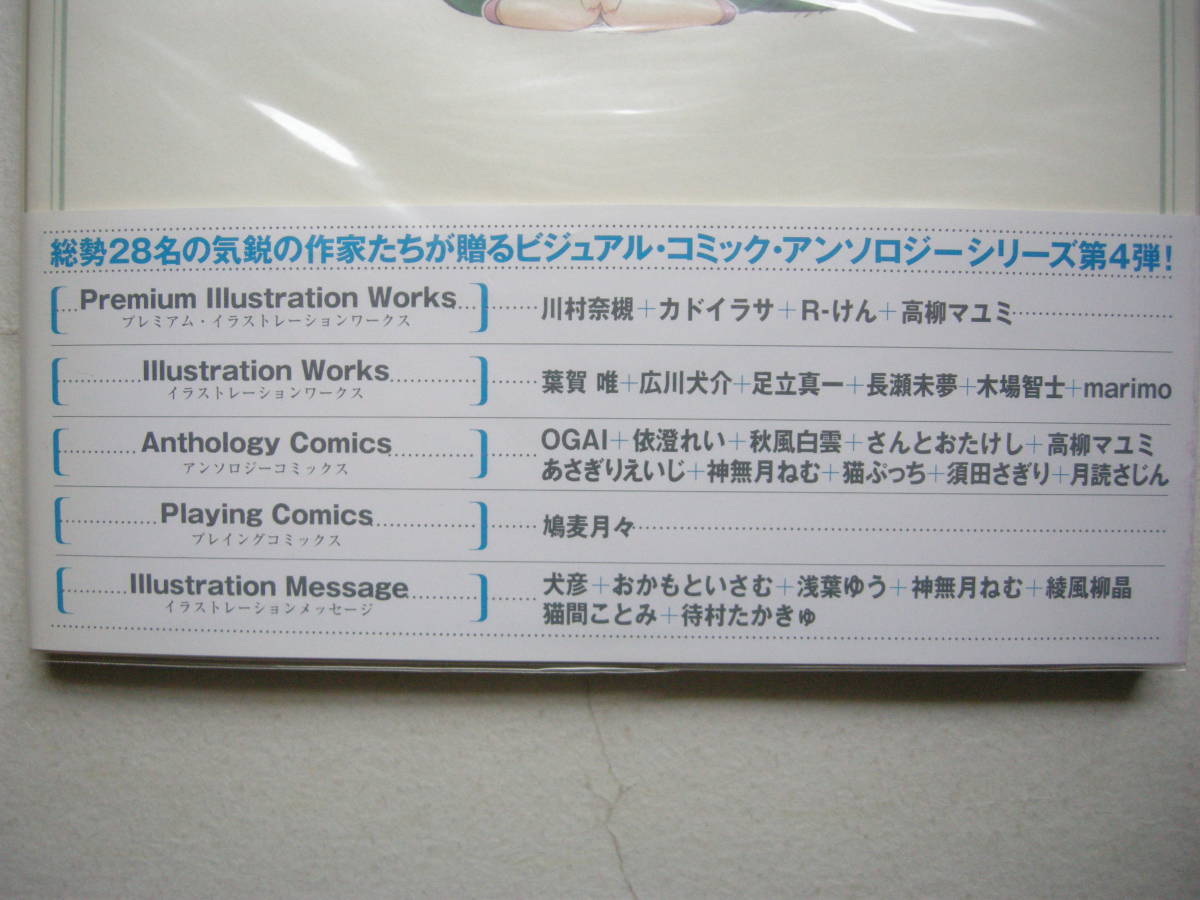 総勢28名の気鋭の作家たちが贈るビジュアル・コミック・アンソロジーシリーズ第4弾!
Premium Illustration Works
プレミアム・イラストレーションワークス
川村奈槻+カドイラサ+R-けん+高柳マユミ
Illustration Works
イラストレーションワークス
葉賀 唯+広川犬介+足立真一+長瀬未夢+木場智士+marimo
Anthology Comics
アンソロジーコミックス
OGAI+依澄れい+秋風白雲+さんとおたけし+高柳マユミ
あさぎりえいじ+神無月ねむ+猫ぷっち+須田さぎり+月読さじん
Playing Comics
プレイングコミックス
鳩麦月々
Illustration Message
イラストレーションメッセージ
犬彦+おかもといさむ+浅葉ゆう+神無月ねむ+綾風柳晶
猫間ことみ+待村たかきゅ